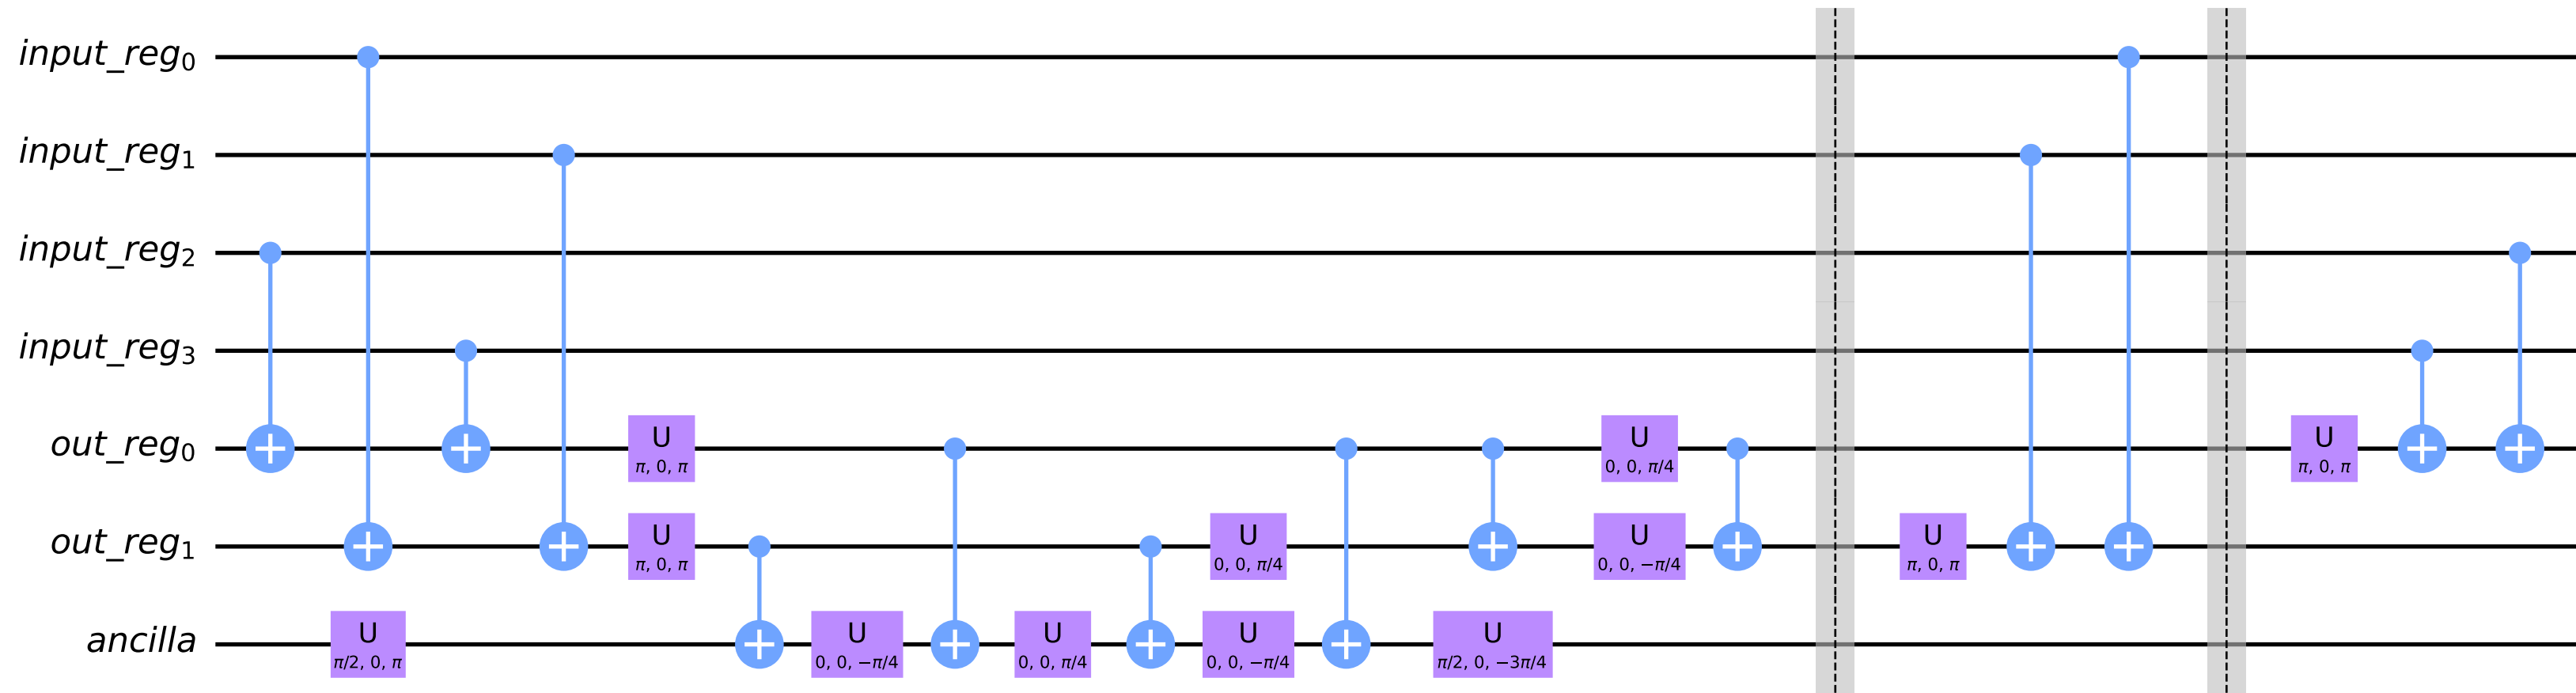 input_reg0
input_reg1
input_reg2
input_reg3
out_reg0
U
π, 0, π
U
0, 0, π/4
U
π, 0, π
out_reg1
U
π, 0, π
U
0, 0, π/4
U
0, 0, −π/4
U
π, 0, π
ancilla
U
π/2, 0, π
U
0, 0, −π/4
U
0, 0, π/4
U
0, 0, −π/4
U
π/2, 0, −3π/4